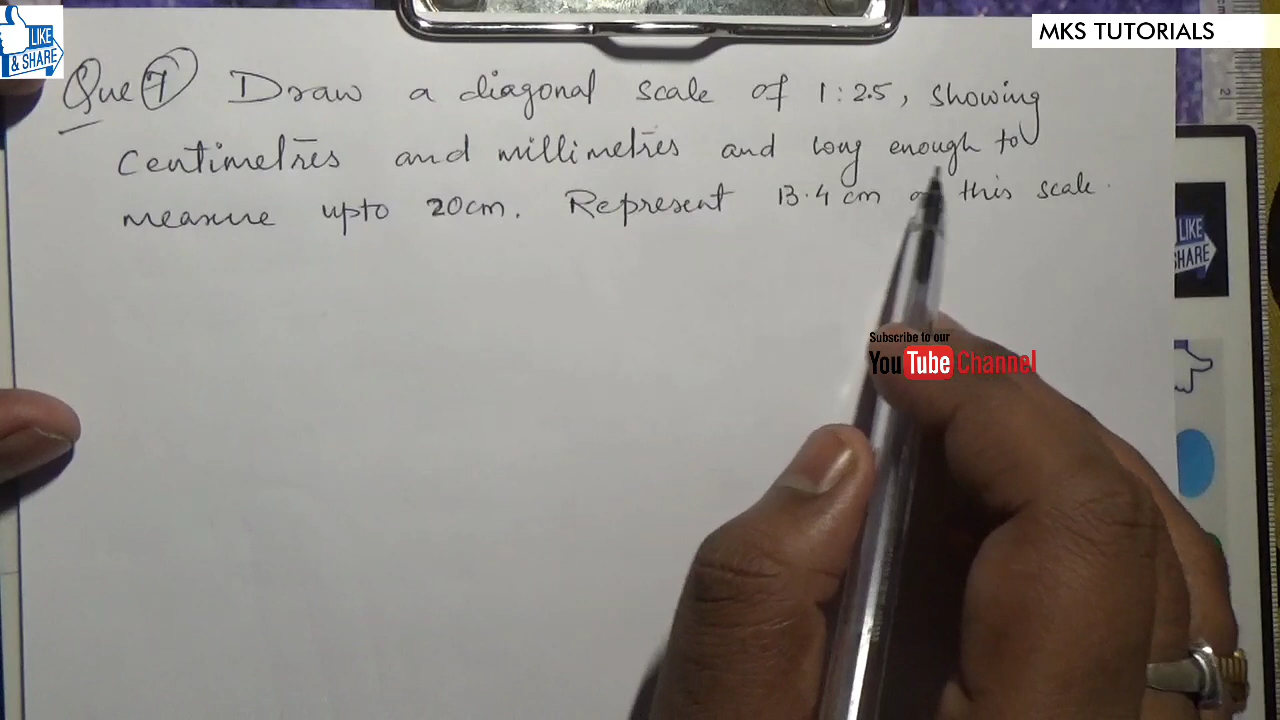 LIKE
& SHARE
MKS TUTORIALS
Que 7 Draw a diagonal scale of 1:2.5, showing
Centimetres and millimetres and long enough to
measure upto 20cm. Represent 13.4 cm on this scale.
LIKE
SHARE
Subscribe to our
YouTube Channel